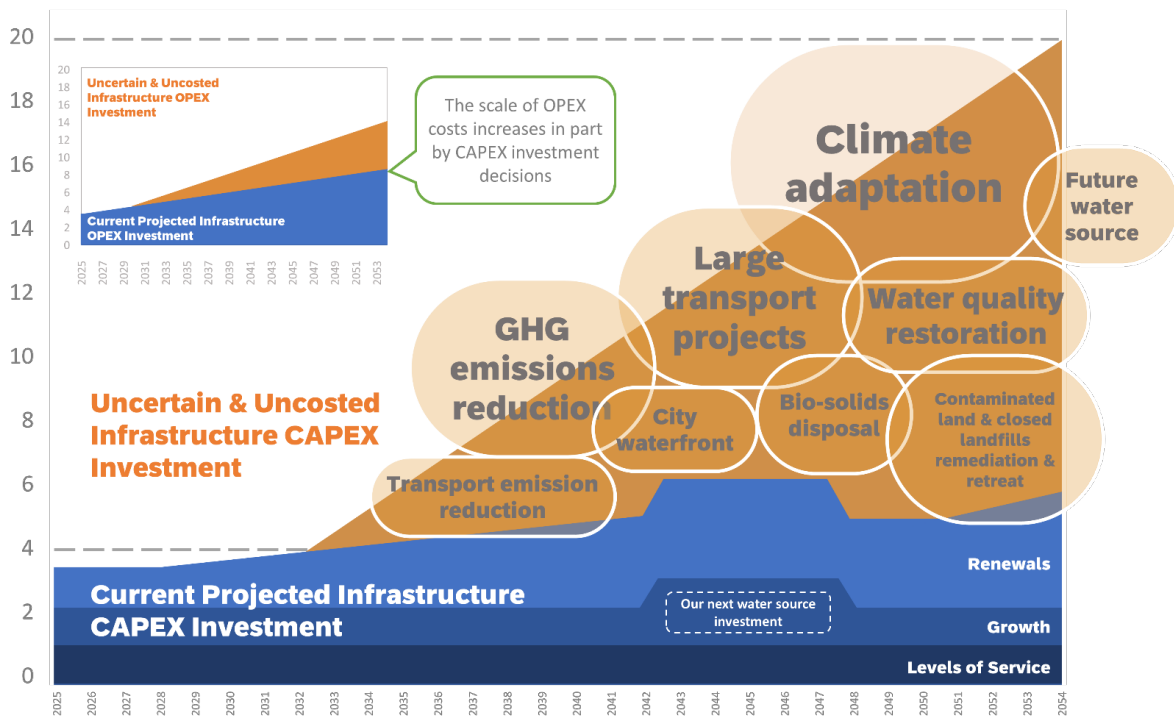 20
18
16
14
12
10
8
6
4
2
0
20
18
16
14
12
10
8
6
4
2
0
Uncertain & Uncosted
Infrastructure OPEX
Investment
Current Projected Infrastructure
OPEX Investment
2025
2027
2029
2031
2033
2035
2037
2039
2041
2043
2045
2047
2049
2051
2053
The scale of OPEX
costs increases in part
by CAPEX investment
decisions
Climate
adaptation
Future
water
source
Large
transport
projects
Water quality
restoration
GHG
emissions
reduction
City
waterfront
Bio-solids
disposal
Contaminated
land & closed
landfills
remediation &
retreat
Uncertain & Uncosted
Infrastructure CAPEX
Investment
Transport emission
reduction
Renewals
Current Projected Infrastructure
CAPEX Investment
Our next water source
investment
Growth
Levels of Service
2025
2026
2027
2028
2029
2030
2031
2032
2033
2034
2035
2036
2037
2038
2039
2040
2041
2042
2043
2044
2045
2046
2047
2048
2049
2050
2051
2052
2053
2054